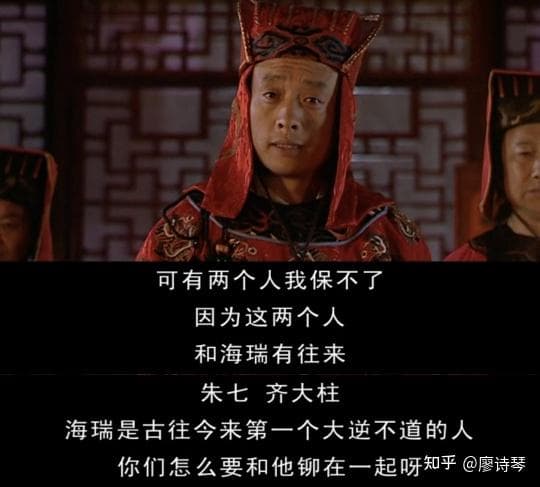 可有两个人我保不了
因为这两个人
和海瑞有往来
朱七 齐大柱
海瑞是古往今来第一个大逆不道的人
你们怎么要和他铆在一起呀
知乎 @廖诗琴